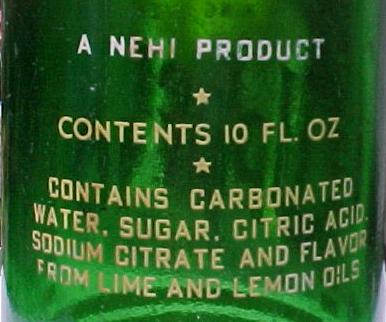 A NEHI PRODUCT
CONTENTS 10 FL. OZ
CONTAINS CARBONATED
WATER. SUGAR. CITRIC ACID.
SODIUM CITRATE AND FLAVOR
FROM LIME AND LEMON OILS